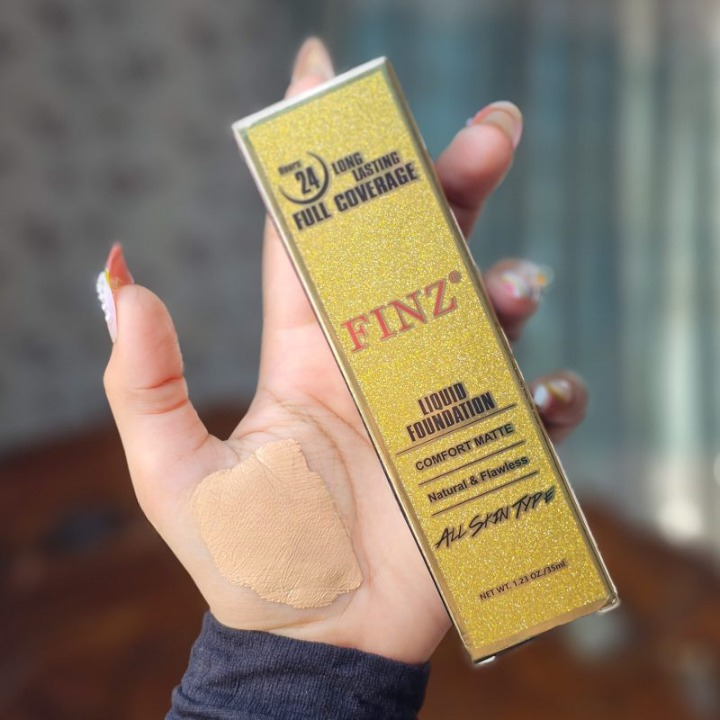 Hours
24
LONG
LASTING
FULL COVERAGE
FINZ®
LIQUID
FOUNDATION
COMFORT MATTE
Natural & Flawless
ALL SKIN TYPE
NET WT. 1.23 OZ./35ml